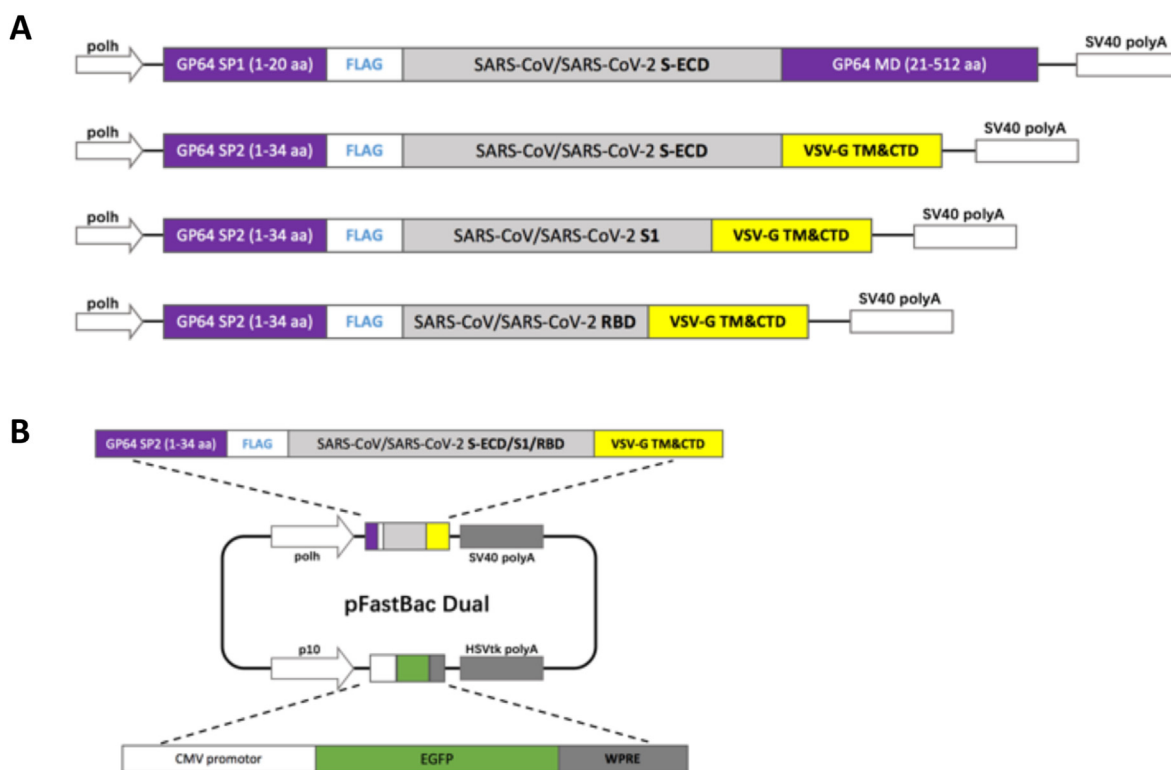 A
polh
GP64 SP1 (1-20 aa) FLAG SARS-CoV/SARS-CoV-2 S-ECD GP64 MD (21-512 aa)
SV40 polyA
polh
GP64 SP2 (1-34 aa) FLAG SARS-CoV/SARS-CoV-2 S-ECD VSV-G TM&CTD
SV40 polyA
polh
GP64 SP2 (1-34 aa) FLAG SARS-CoV/SARS-CoV-2 S1 VSV-G TM&CTD
SV40 polyA
polh
GP64 SP2 (1-34 aa) FLAG SARS-CoV/SARS-CoV-2 RBD VSV-G TM&CTD
SV40 polyA
B
GP64 SP2 (1-34 aa) FLAG SARS-CoV/SARS-CoV-2 S-ECD/S1/RBD VSV-G TM&CTD
polh SV40 polyA
pFastBac Dual
p10 HSVtk polyA
CMV promotor EGFP WPRE